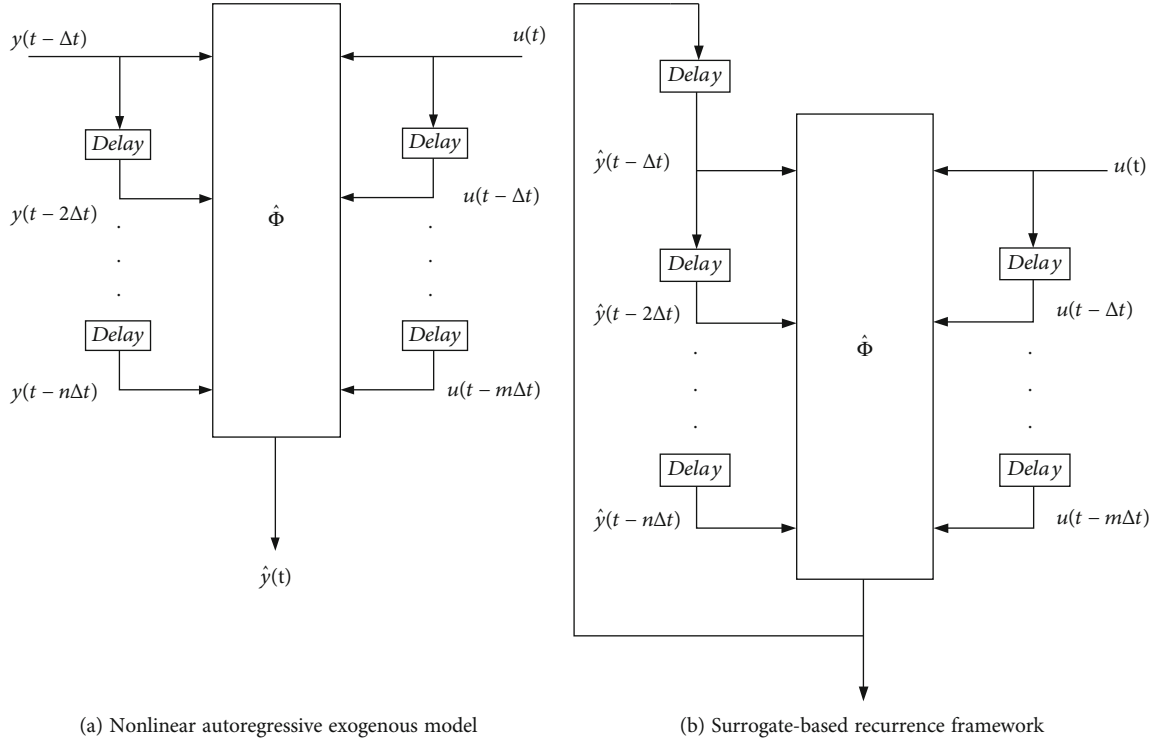 y(t − Δt)
u(t)
Delay
Delay
y(t − 2Δt)
u(t − Δt)
Φ̂
.
.
.
.
.
.
Delay
Delay
y(t − nΔt)
u(t − mΔt)
ŷ(t)
(a) Nonlinear autoregressive exogenous model
Delay
ŷ(t − Δt)
u(t)
Delay
Delay
ŷ(t − 2Δt)
u(t − Δt)
Φ̂
.
.
.
.
.
.
Delay
Delay
ŷ(t − nΔt)
u(t − mΔt)
(b) Surrogate-based recurrence framework